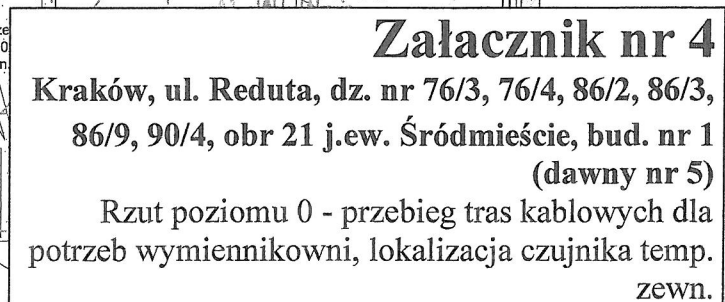 Załacznik nr 4
Kraków, ul. Reduta, dz. nr 76/3, 76/4, 86/2, 86/3,
86/9, 90/4, obr 21 j.ew. Śródmieście, bud. nr 1
(dawny nr 5)
Rzut poziomu 0 - przebieg tras kablowych dla
potrzeb wymiennikowni, lokalizacja czujnika temp.
zewn.